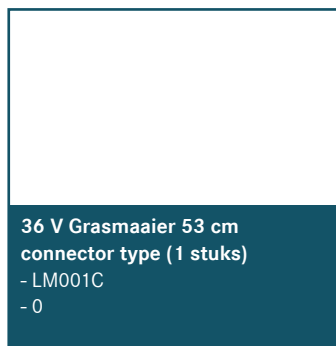 36 V Grasmaaier 53 cm
connector type (1 stuks)
- LM001C
- 0